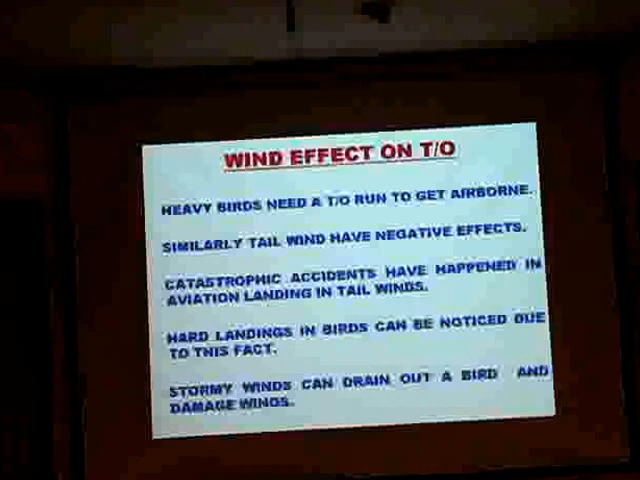 WIND EFFECT ON T/O
HEAVY BIRDS NEED A T/O RUN TO GET AIRBORNE.
SIMILARLY TAIL WIND HAVE NEGATIVE EFFECTS.
CATASTROPHIC ACCIDENTS HAVE HAPPENED IN
AVIATION LANDING IN TAIL WINDS.
HARD LANDINGS IN BIRDS CAN BE NOTICED DUE
TO THIS FACT.
STORMY WINDS CAN DRAIN OUT A BIRD AND
DAMAGE WINGS.